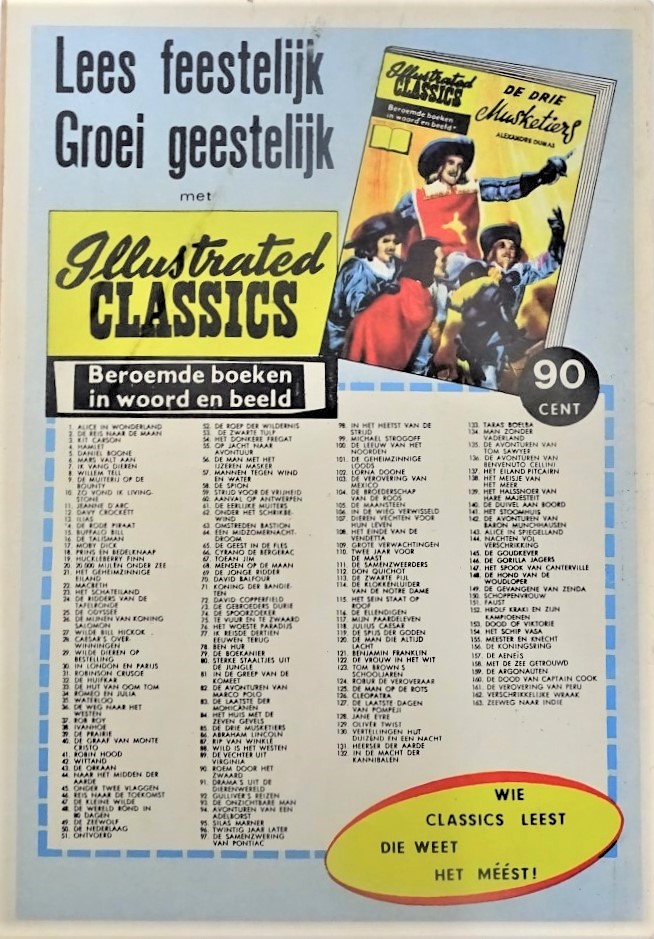 Lees feestelijk
Groei geestelijk
met
Illustrated
CLASSICS
Beroemde boeken
in woord en beeld
Illustrated
CLASSICS
Beroemde boeken
in woord en beeld
DE DRIE
Musketiers
ALEXANDRE DUMAS
90
CENT
1. ALICE IN WONDERLAND
2. DE REIS NAAR DE MAAN
3. KIT CARSON
4. HAMLET
5. DANIEL BOONE
6. MARS VALT AAN
7. IK VANG DIEREN
8. WILLEM TELL
9. DE MUITERIJ OP DE
BOUNTY
10. ZO VOND IK LIVING-
STONE
11. JEANNE D'ARC
12. DAVY CROCKETT
13. ILIAS
14. DE RODE PIRAAT
15. BUFFALO BILL
16. DE TALISMAN
17. MOBY DICK
18. PRINS EN BEDELKNAAP
19. HUCKLEBERRY FINN
20. 20.000 MIJLEN ONDER ZEE
21. HET GEHEIMZINNIGE
EILAND
22. MACBETH
23. HET SCHATEILAND
24. DE RIDDERS VAN DE
TAFELRONDE
25. DE ODYSSEE
26. DE MIJNEN VAN KONING
SALOMON
27. WILDE BILL HICKOK
28. CAESAR'S OVER-
WINNINGEN
29. WILDE DIEREN OP
BESTELLING
30. IN LONDEN EN PARIJS
31. ROBINSON CRUSOE
32. DE HUIFKAR
33. DE HUT VAN OOM TOM
34. ROMEO EN JULIA
35. WATERLOO
36. DE WEG NAAR HET
WESTEN
37. ROB ROY
38. IVANHOE
39. DE PRAIRIE
40. DE GRAAF VAN MONTE
CRISTO
41. ROBIN HOOD
42. WITTAND
43. DE ORKAAN
44. NAAR HET MIDDEN DER
AARDE
45. ONDER TWEE VLAGGEN
46. REIS NAAR DE TOEKOMST
47. DE KLEINE WILDE
48. DE WERELD ROND IN
80 DAGEN
49. DE ZEEWOLF
50. DE NEDERLAAG
51. ONTVOERD
52. DE ROEP DER WILDERNIS
53. DE ZWARTE TULP
54. HET DONKERE FREGAT
55. OP JACHT NAAR
AVONTUUR
56. DE MAN MET HET
IJZEREN MASKER
57. MANNEN TEGEN WIND
EN WATER
58. DE SPION
59. STRIJD VOOR DE VRIJHEID
60. AANVAL OP ANTWERPEN
61. DE EERLIJKE MUITERS
62. ONDER HET SCHRIKBE-
WIND
63. OMSTREDEN BASTION
64. EEN MIDZOMERNACHT-
DROOM
65. DE GEEST IN DE FLES
66. CYRANO DE BERGERAC
67. TOEAN JIM
68. MENSEN OP DE MAAN
69. DE JONGE RIDDER
70. DAVID BALFOUR
71. KONING DER BANDIE-
TEN
72. DAVID COPPERFIELD
73. DE GEBROEDERS DURIE
74. DE SPOORZOEKER
75. TE VUUR EN TE ZWAARD
76. HET WOESTE PARADIJS
77. IK REISDE DERTIEN
EEUWEN TERUG
78. BEN HUR
79. DE BOEKANIER
80. STERKE STAALTJES UIT
DE JUNGLE
81. IN DE GREEP VAN DE
KOMEET
82. DE AVONTUREN VAN
MARCO POLO
83. DE LAATSTE DER
MOHICANEN
84. HET HUIS MET DE
ZEVEN GEVELS
85. DE DRIE MUSKETIERS
86. ABRAHAM LINCOLN
87. RIP VAN WINKLE
88. WILD IS HET WESTEN
89. DE VECHTER UIT
VIRGINIA
90. ROEM DOOR HET
ZWAARD
91. DRAMA'S UIT DE
DIERENWERELD
92. GULLIVER'S REIZEN
93. DE ONZICHTBARE MAN
94. AVONTUREN VAN EEN
ADELBORST
95. SILAS MARNER
96. TWINTIG JAAR LATER
97. DE SAMENZWERING
VAN PONTIAC
98. IN HET HEETST VAN DE
STRIJD
99. MICHAEL STROGOFF
100. DE LEEUW VAN HET
NOORDEN
101. DE GEHEIMZINNIGE
LOODS
102. LORNA DOONE
103. DE VEROVERING VAN
MEXICO
104. DE BROEDERSCHAP
VAN DE ROOS
105. DE MAANSTEEN
106. IN DE WIEG VERWISSELD
107. DIEREN VECHTEN VOOR
HUN LEVEN
108. HET EINDE VAN DE
VENDETTA
109. GROTE VERWACHTINGEN
110. TWEE JAAR VOOR
DE MAST
111. DE SAMENZWEERDERS
112. DON QUICHOT
113. DE ZWARTE PIJL
114. DE KLOKKENLUIDER
VAN DE NOTRE DAME
115. HET SEIN STAAT OP
ROOF
116. DE ELLENDIGEN
117. MIJN PAARDELEVEN
118. JULIUS CAESAR
119. DE SPIJS DER GODEN
120. DE MAN DIE ALTIJD
LACHT
121. BENJAMIN FRANKLIN
122. DE VROUW IN HET WIT
123. TOM BROWN'S
SCHOOLJAREN
124. ROBUR DE VEROVERAAR
125. DE MAN OP DE ROTS
126. CLEOPATRA
127. DE LAATSTE DAGEN
VAN POMPEJI
128. JANE EYRE
129. OLIVER TWIST
130. VERTELLINGEN HUT
DUIZEND EN EEN NACHT
131. HEERSER DER AARDE
132. IN DE MACHT DER
KANNIBALEN
133. TARAS BOELBA
134. MAN ZONDER
VADERLAND
135. DE AVONTUREN VAN
TOM SAWYER
136. DE AVONTUREN VAN
BENVENUTO CELLINI
137. HET EILAND PITCAIRN
138. HET MEISJE VAN
HET MEER
139. HET HALSSNOER VAN
HARE MAJESTEIT
140. DE DUIVEL AAN BOORD
141. HET STOOMHUIS
142. DE AVONTUREN VAN
BARON MUNCHHAUSEN
143. ALICE IN SPIEGELLAND
144. NACHTEN VOL
VERSCHRIKKING
145. DE GOUDKEVER
146. DE GORILLA JAGERS
147. HET SPOOK VAN CANTERVILLE
148. DE HOND VAN DE
WOUDLOPER
149. DE GEVANGENE VAN ZENDA
150. SCHOPPENVROUW
151. FAUST
152. HROLF KRAKI EN ZIJN
KAMPIOENEN
153. DOOD OF VIKTORIE
154. HET SCHIP VASA
155. MEESTER EN KNECHT
156. DE KONINGSRING
157. DE AENEÏS
158. MET DE ZEE GETROUWD
159. DE ARGONAUTEN
160. DE DOOD VAN CAPTAIN COOK
161. DE VEROVERING VAN PERU
162. VERSCHRIKKELIJKE WRAAK
163. ZEEWEG NAAR INDIE
WIE
CLASSICS LEEST
DIE WEET
HET MÉÉST!